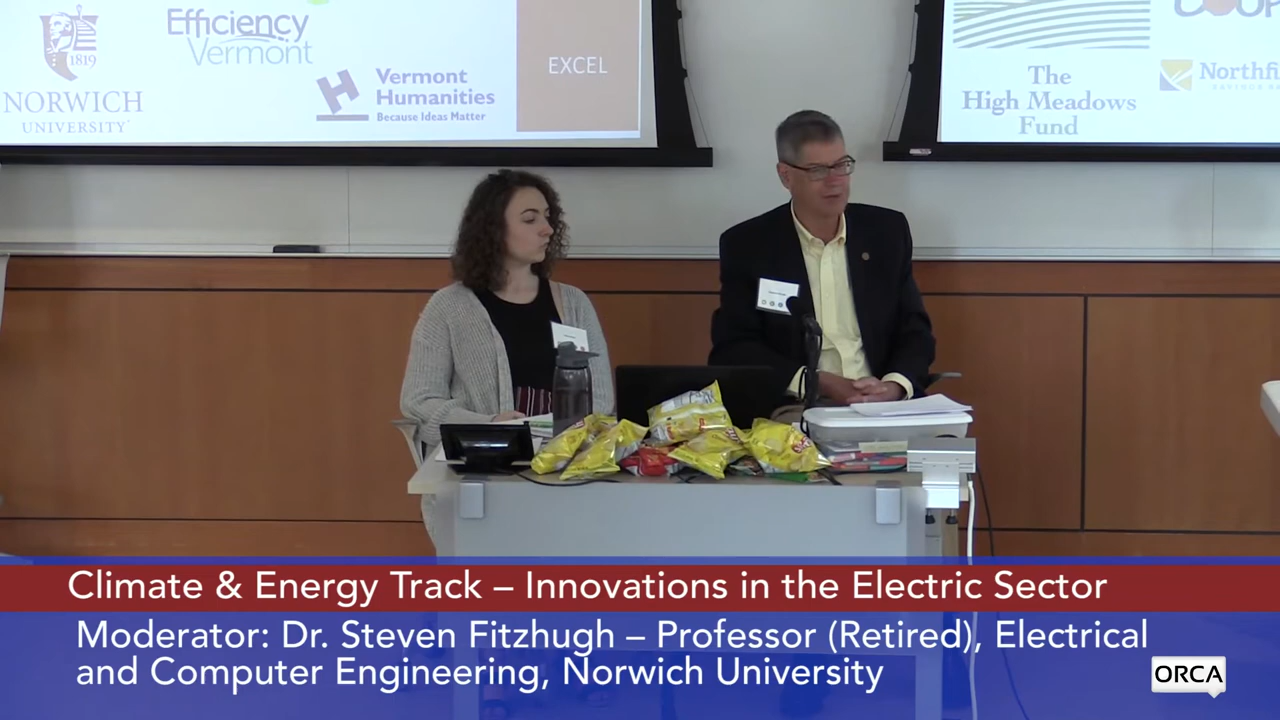 Efficiency
Vermont
1819
NORWICH
UNIVERSITY
Vermont
Humanities
Because Ideas Matter
EXCEL
The
High Meadows
Fund
Climate & Energy Track – Innovations in the Electric Sector
Moderator: Dr. Steven Fitzhugh – Professor (Retired), Electrical
and Computer Engineering, Norwich University
ORCA